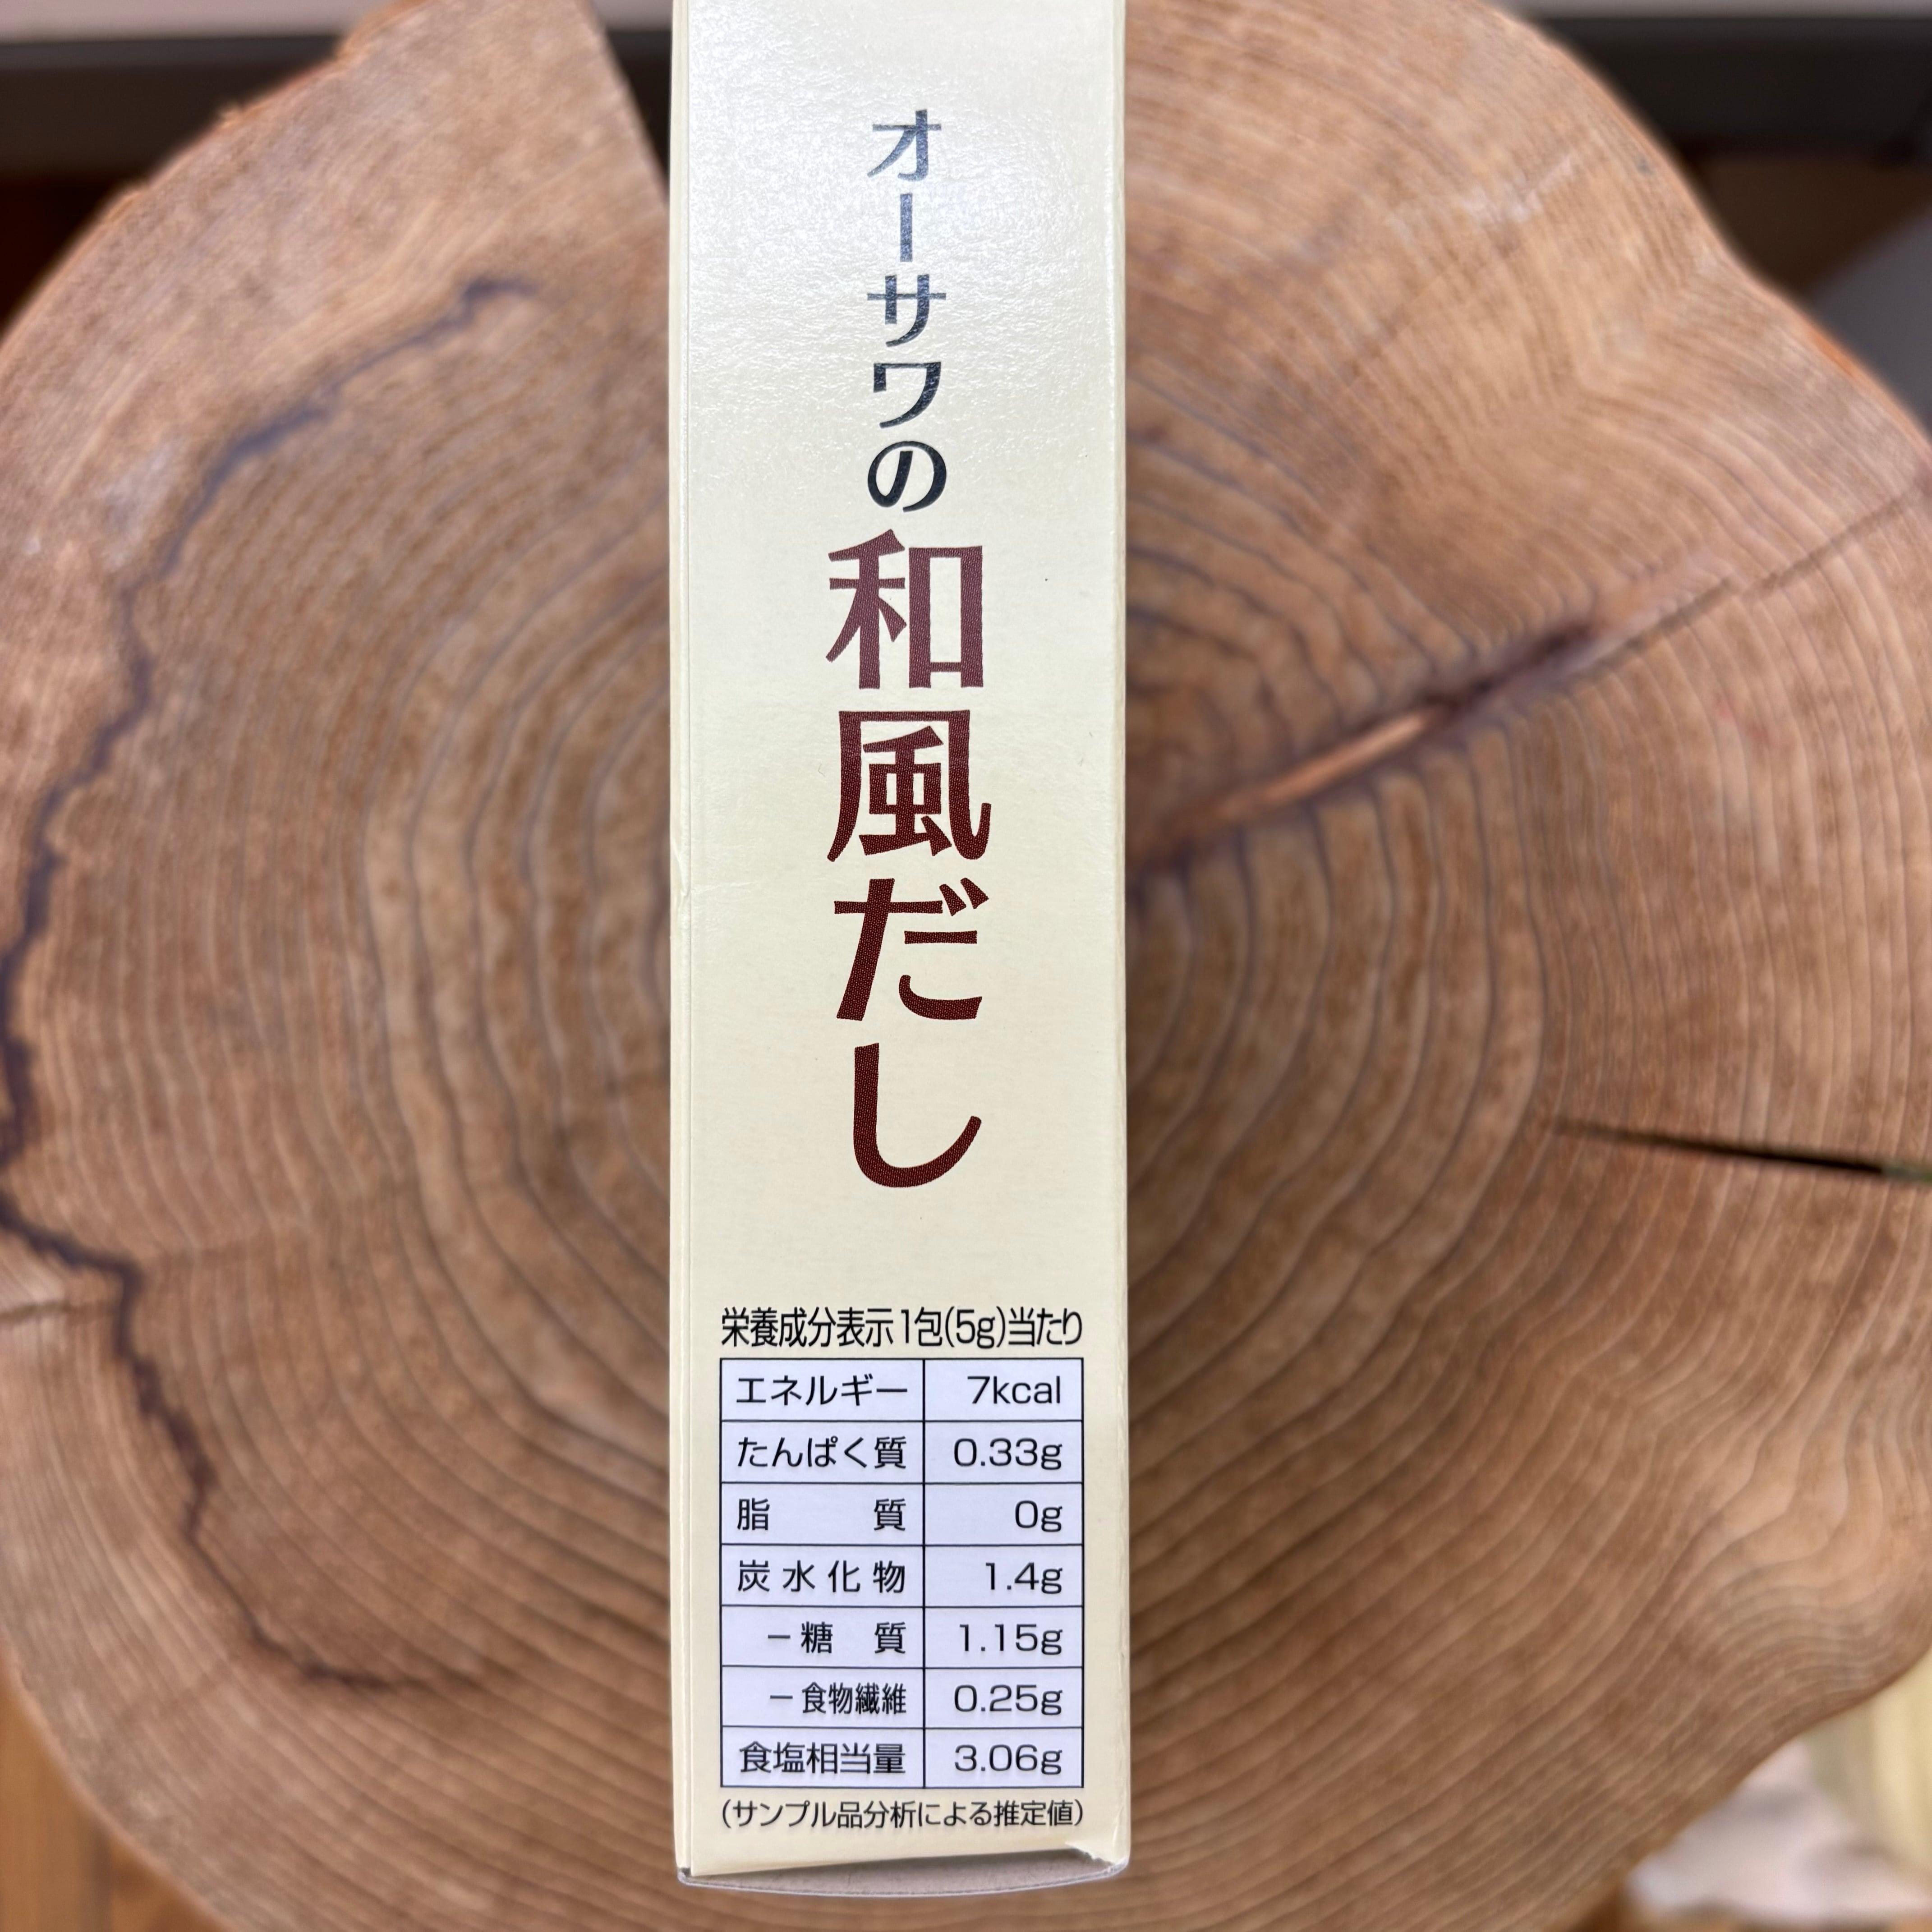 オーサワの和風だし
栄養成分表示1包(5g)当たり
エネルギー 7kcal
たんぱく質 0.33g
脂質 0g
炭水化物 1.4g
－糖質 1.15g
－食物繊維 0.25g
食塩相当量 3.06g
(サンプル品分析による推定値)